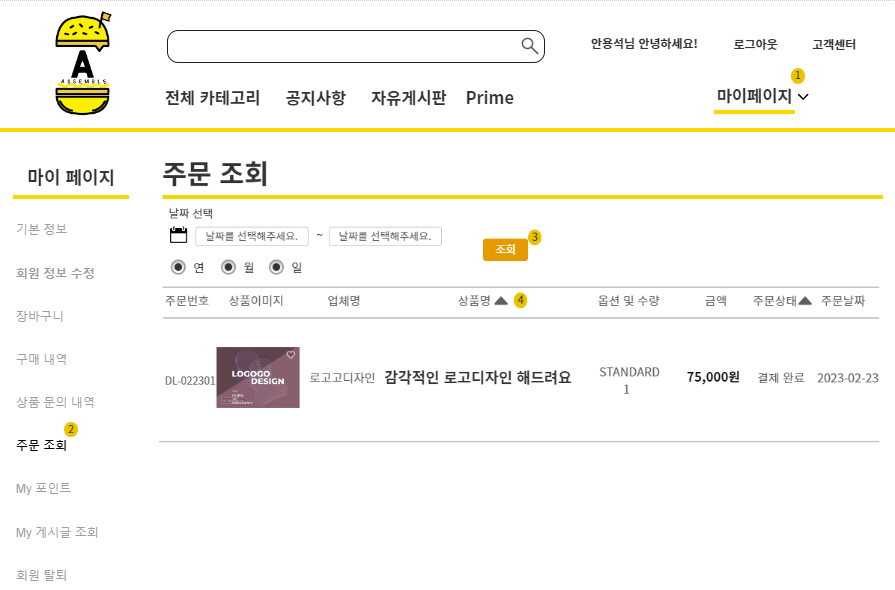 A
ASSEMBLE
안용석님 안녕하세요!
로그아웃
고객센터
전체 카테고리
공지사항
자유게시판
Prime
1
마이페이지
마이 페이지
기본 정보
회원 정보 수정
장바구니
구매 내역
상품 문의 내역
2
주문 조회
My 포인트
My 게시글 조회
회원 탈퇴
주문 조회
날짜 선택
날짜를 선택해주세요. ~ 날짜를 선택해주세요.
조회 3
연 월 일
주문번호 상품이미지 업체명 상품명 4 옵션 및 수량 금액 주문상태 주문날짜
DL-022301
LOGOGO
DESIGN
로고고디자인
감각적인 로고디자인 해드려요
STANDARD
1
75,000원
결제 완료
2023-02-23